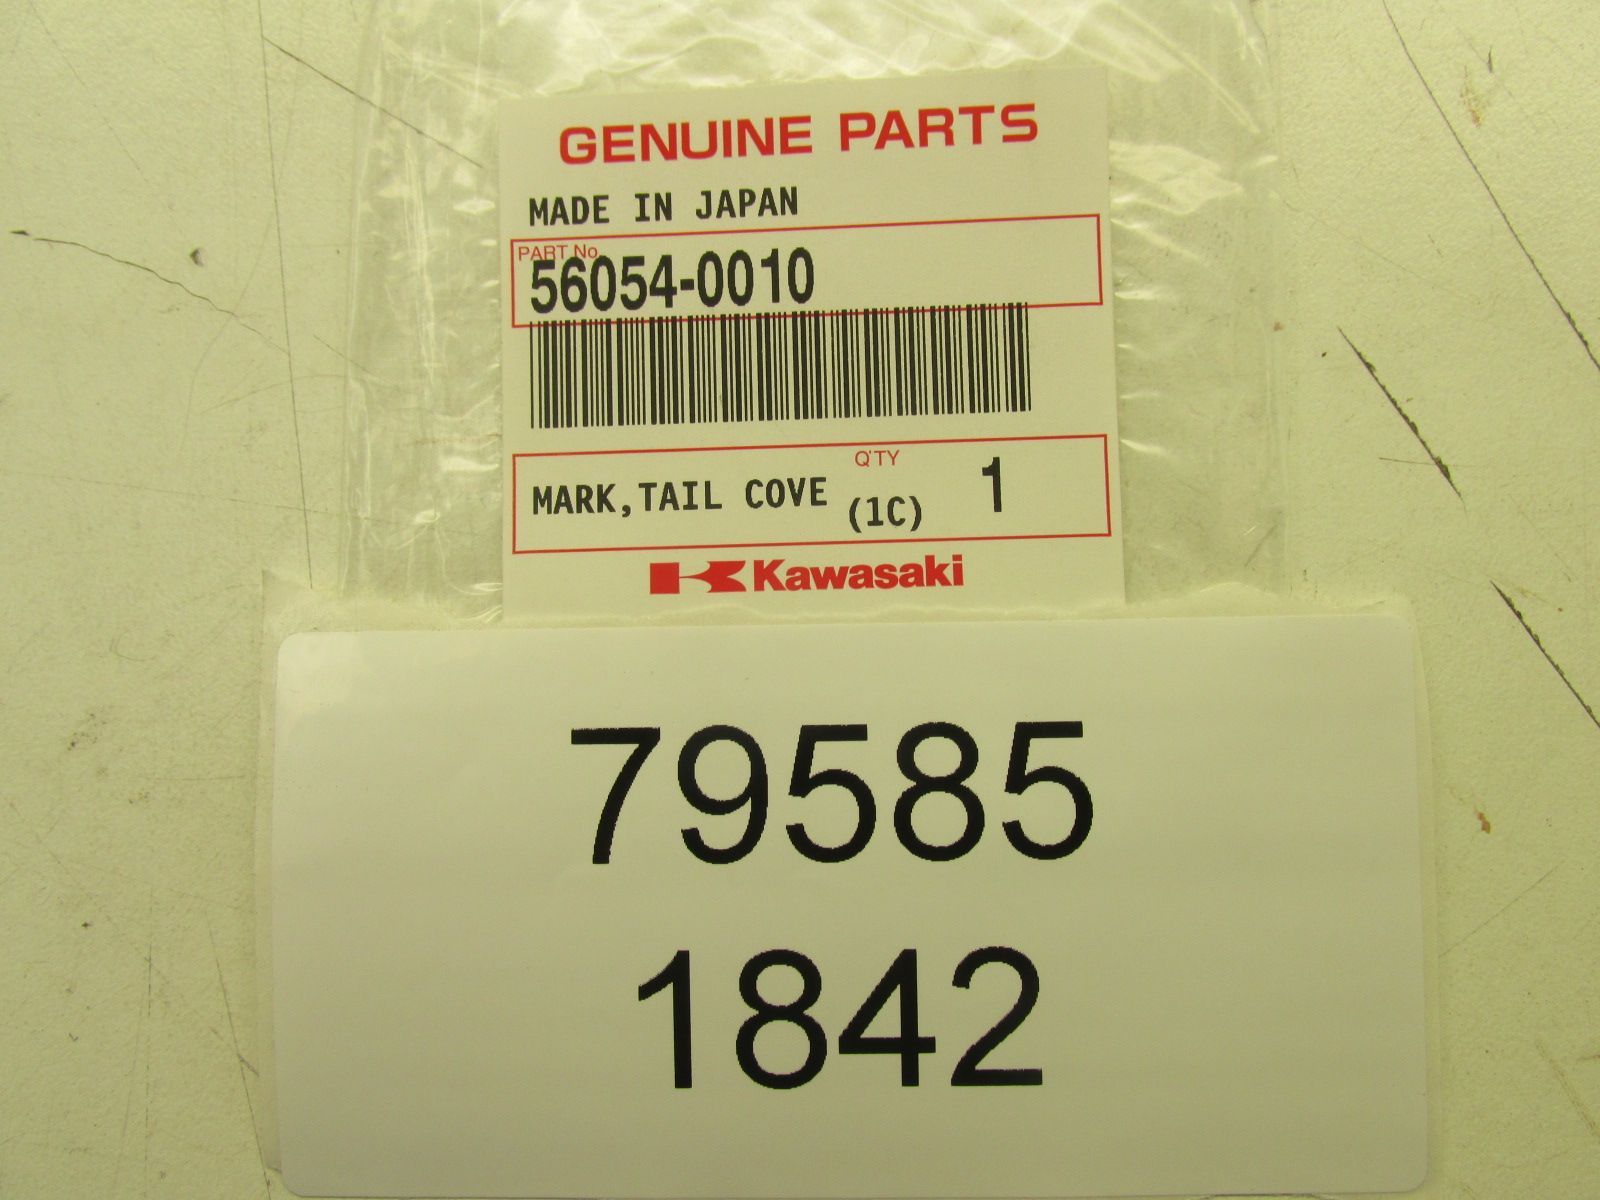 GENUINE PARTS
MADE IN JAPAN
PART No.
56054-0010
Q'TY
MARK,TAIL COVE (1C) 1
Kawasaki
79585
1842